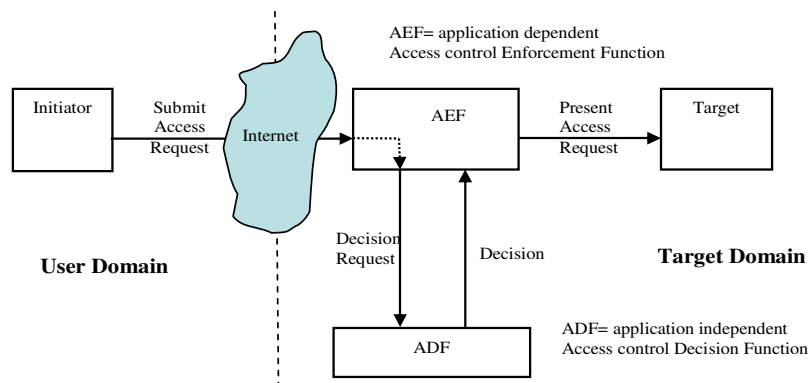 AEF= application dependent
Access control Enforcement Function
Initiator
Submit
Access
Request
Internet
AEF
Present
Access
Request
Target
Decision
Request
Decision
User Domain
Target Domain
ADF= application independent
Access control Decision Function
ADF